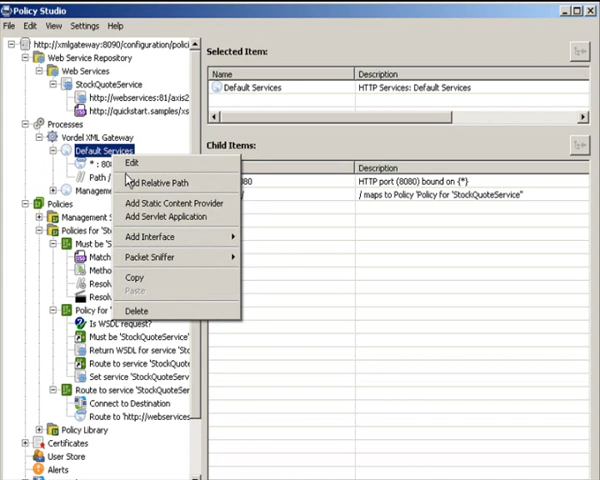 Policy Studio
File Edit View Settings Help
http://xmlgateway:8090/configuration/polici
Web Service Repository
Web Services
StockQuoteService
http://webservices:81/axis2
http://quickstart.samples/xs
Processes
Vordel XML Gateway
Default Services
* : 80
Path /
Managem
Policies
Management S
Policies for 'S
Must be 'S
Match
Metho
Resolv
Resolv
Policy for '
Is WSDL request?
Must be 'StockQuoteService'
Return WSDL for service 'Sto
Route to service 'StockQuote
Set service 'StockQuoteServ
Route to service 'StockQuoteSer
Connect to Destination
Route to 'http://webservices
Policy Library
Certificates
User Store
Alerts
Edit
dd Relative Path
Add Static Content Provider
Add Servlet Application
Add Interface
Packet Sniffer
Copy
Paste
Delete
Selected Item:
Name Description
Default Services HTTP Services: Default Services
Child Items:
Description
080 HTTP port (8080) bound on {*}
/ / maps to Policy 'Policy for "StockQuoteService"